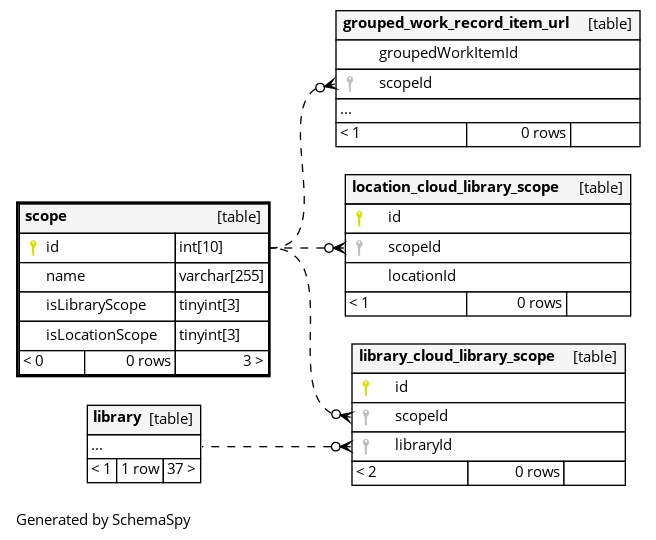 grouped_work_record_item_url [table]
groupedWorkItemId
scopeId
...
< 1 0 rows
location_cloud_library_scope [table]
id
scopeId
locationId
< 1 0 rows
scope [table]
id int[10]
name varchar[255]
isLibraryScope tinyint[3]
isLocationScope tinyint[3]
< 0 0 rows 3 >
library_cloud_library_scope [table]
id
scopeId
libraryId
< 2 0 rows
library [table]
...
< 1 1 row 37 >
Generated by SchemaSpy